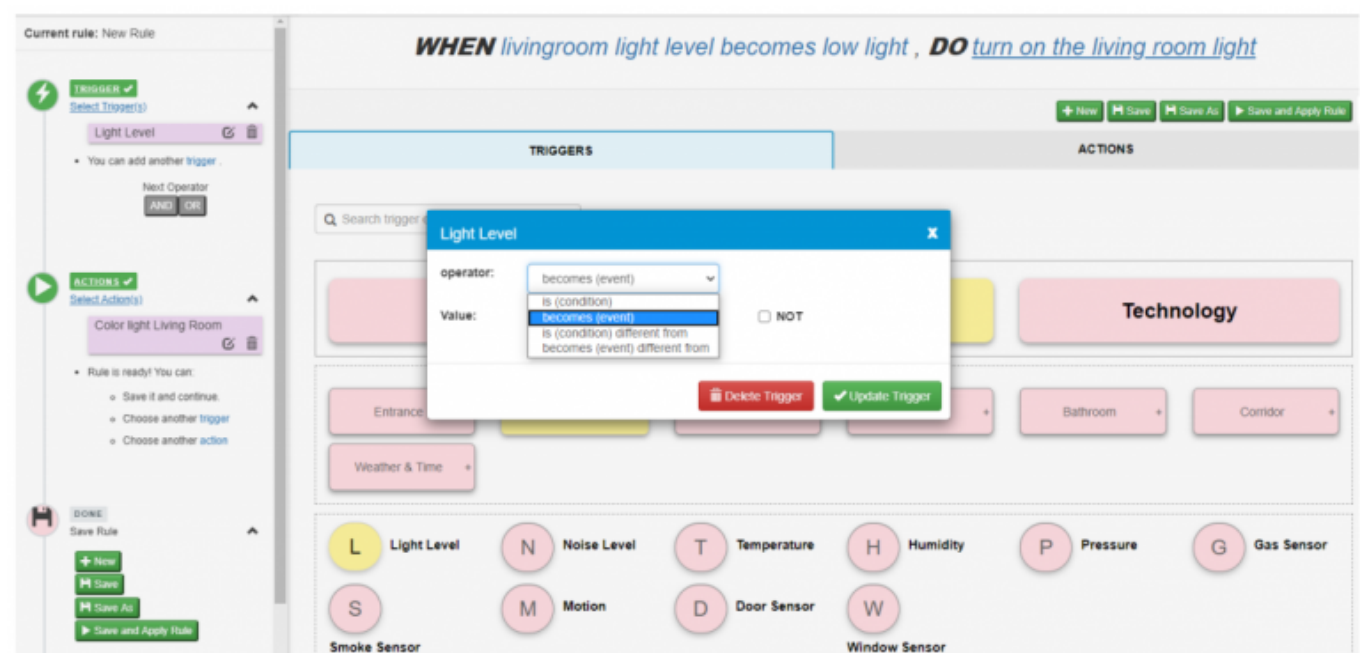 Current rule: New Rule
TRIGGER
Select Trigger(s)
Light Level
You can add another trigger .
Next Operator
AND OR
ACTIONS
Select Action(s)
Color light Living Room
Rule is ready! You can:
Save it and continue.
Choose another trigger
Choose another action
DONE
Save Rule
+ New
Save
Save As
Save and Apply Rule
WHEN livingroom light level becomes low light , DO turn on the living room light
+ New Save Save As Save and Apply Rule
TRIGGERS ACTIONS
Search trigger
Light Level x
operator: becomes (event)
is (condition)
Value: becomes (event) NOT
is (condition) different from
becomes (event) different from
Delete Trigger Update Trigger
Technology
Entrance + Bathroom + Corridor +
Weather & Time +
L Light Level N Noise Level T Temperature H Humidity P Pressure G Gas Sensor
S M Motion D Door Sensor W
Smoke Sensor Window Sensor